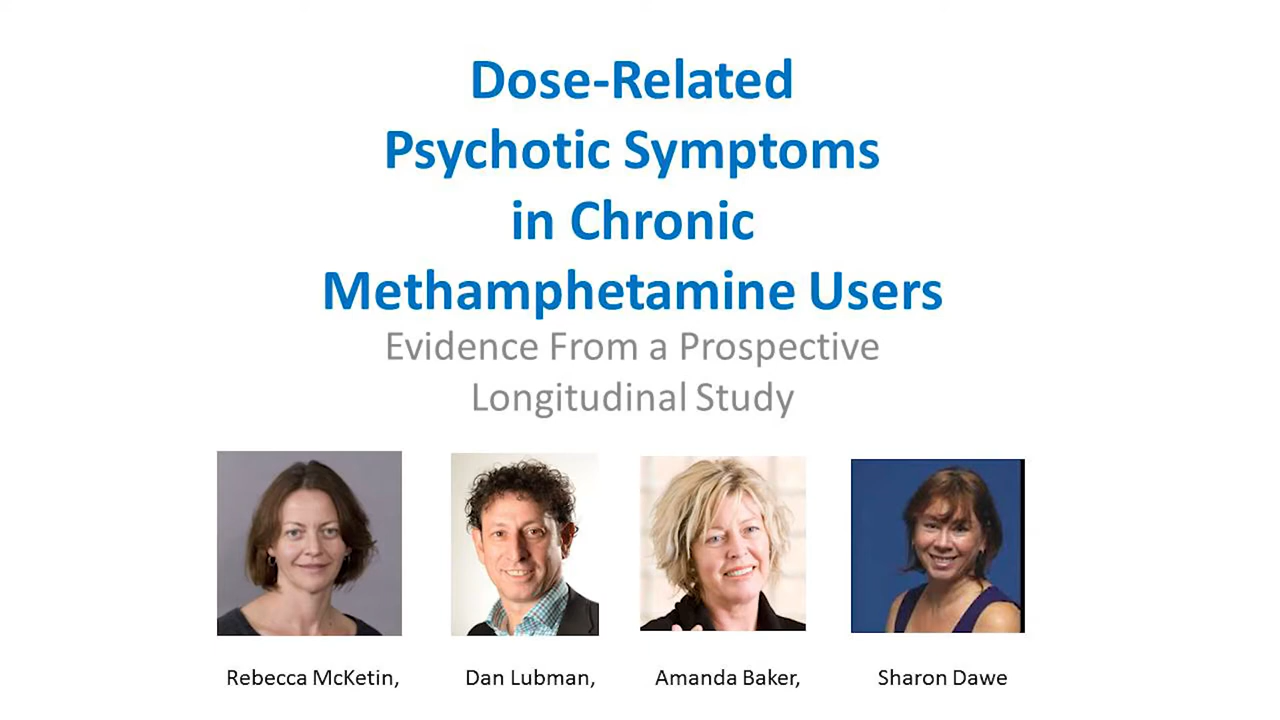 Dose-Related
Psychotic Symptoms
in Chronic
Methamphetamine Users
Evidence From a Prospective
Longitudinal Study
Rebecca McKetin, Dan Lubman, Amanda Baker, Sharon Dawe